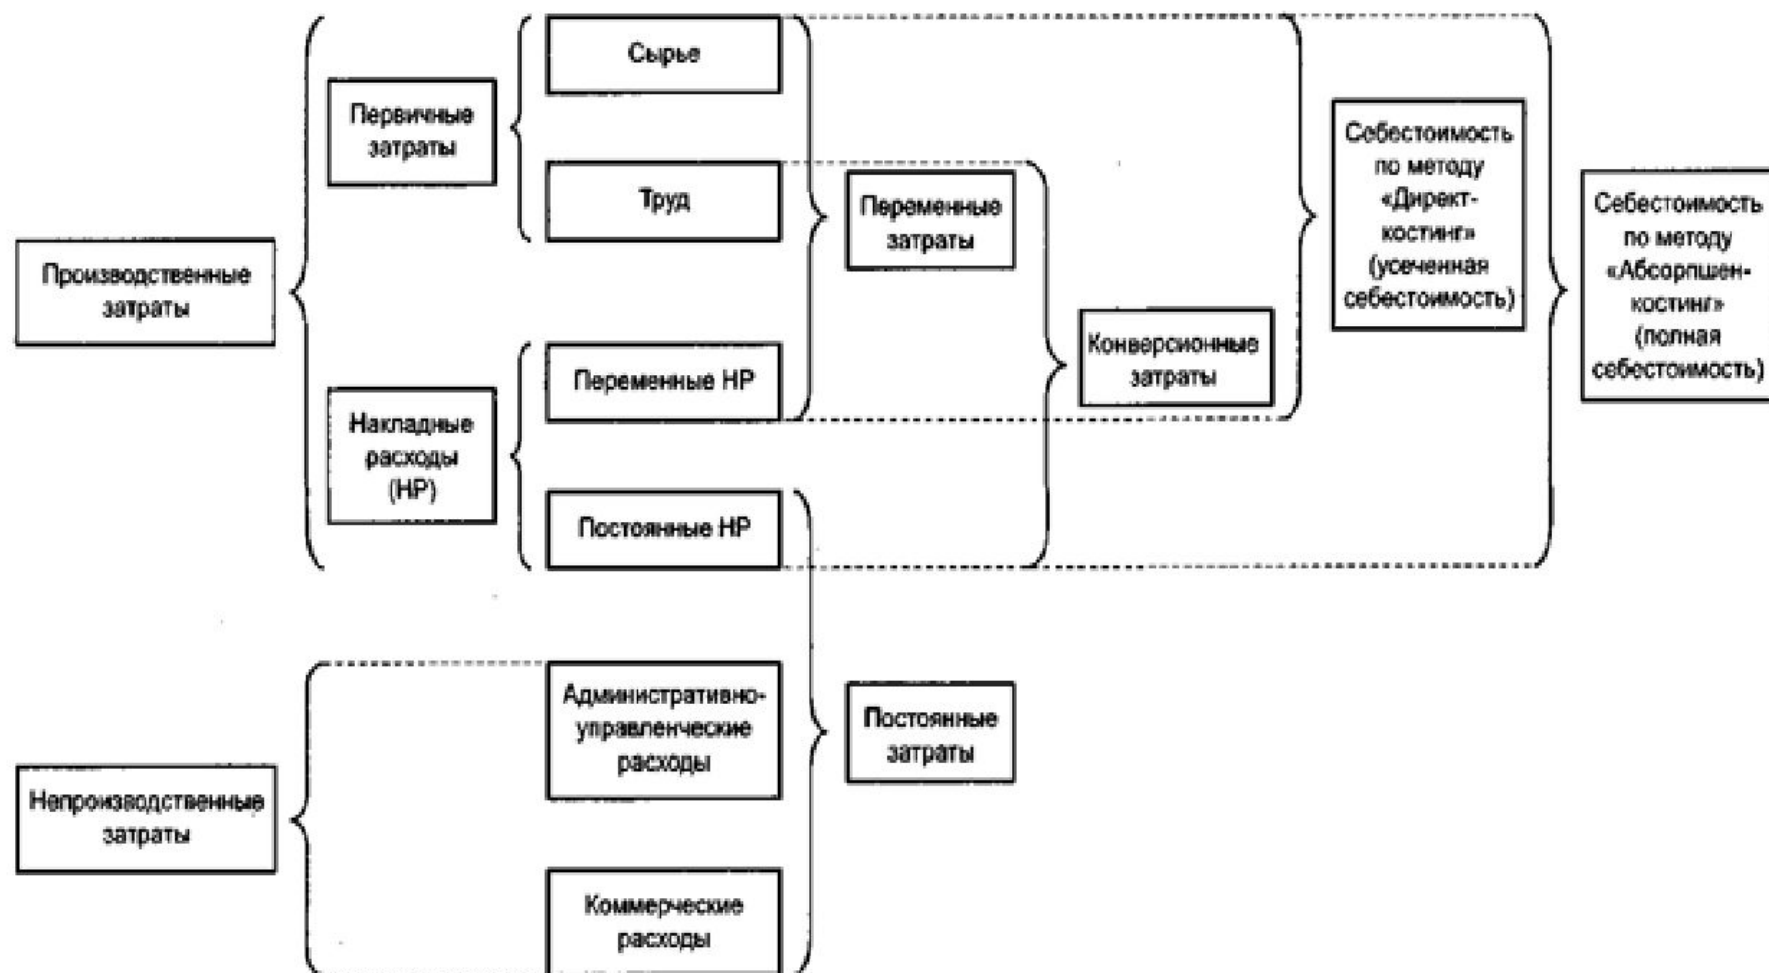 Сырье
Первичные
затраты
Труд
Производственные
затраты
Переменные НР
Накладные
расходы
(НР)
Постоянные НР
Переменные
затраты
Конверсионные
затраты
Себестоимость
по методу
«Директ-
костинг»
(усеченная
себестоимость)
Себестоимость
по методу
«Абсорпшен-
костинг»
(полная
себестоимость)
Непроизводственные
затраты
Административно-
управленческие
расходы
Коммерческие
расходы
Постоянные
затраты